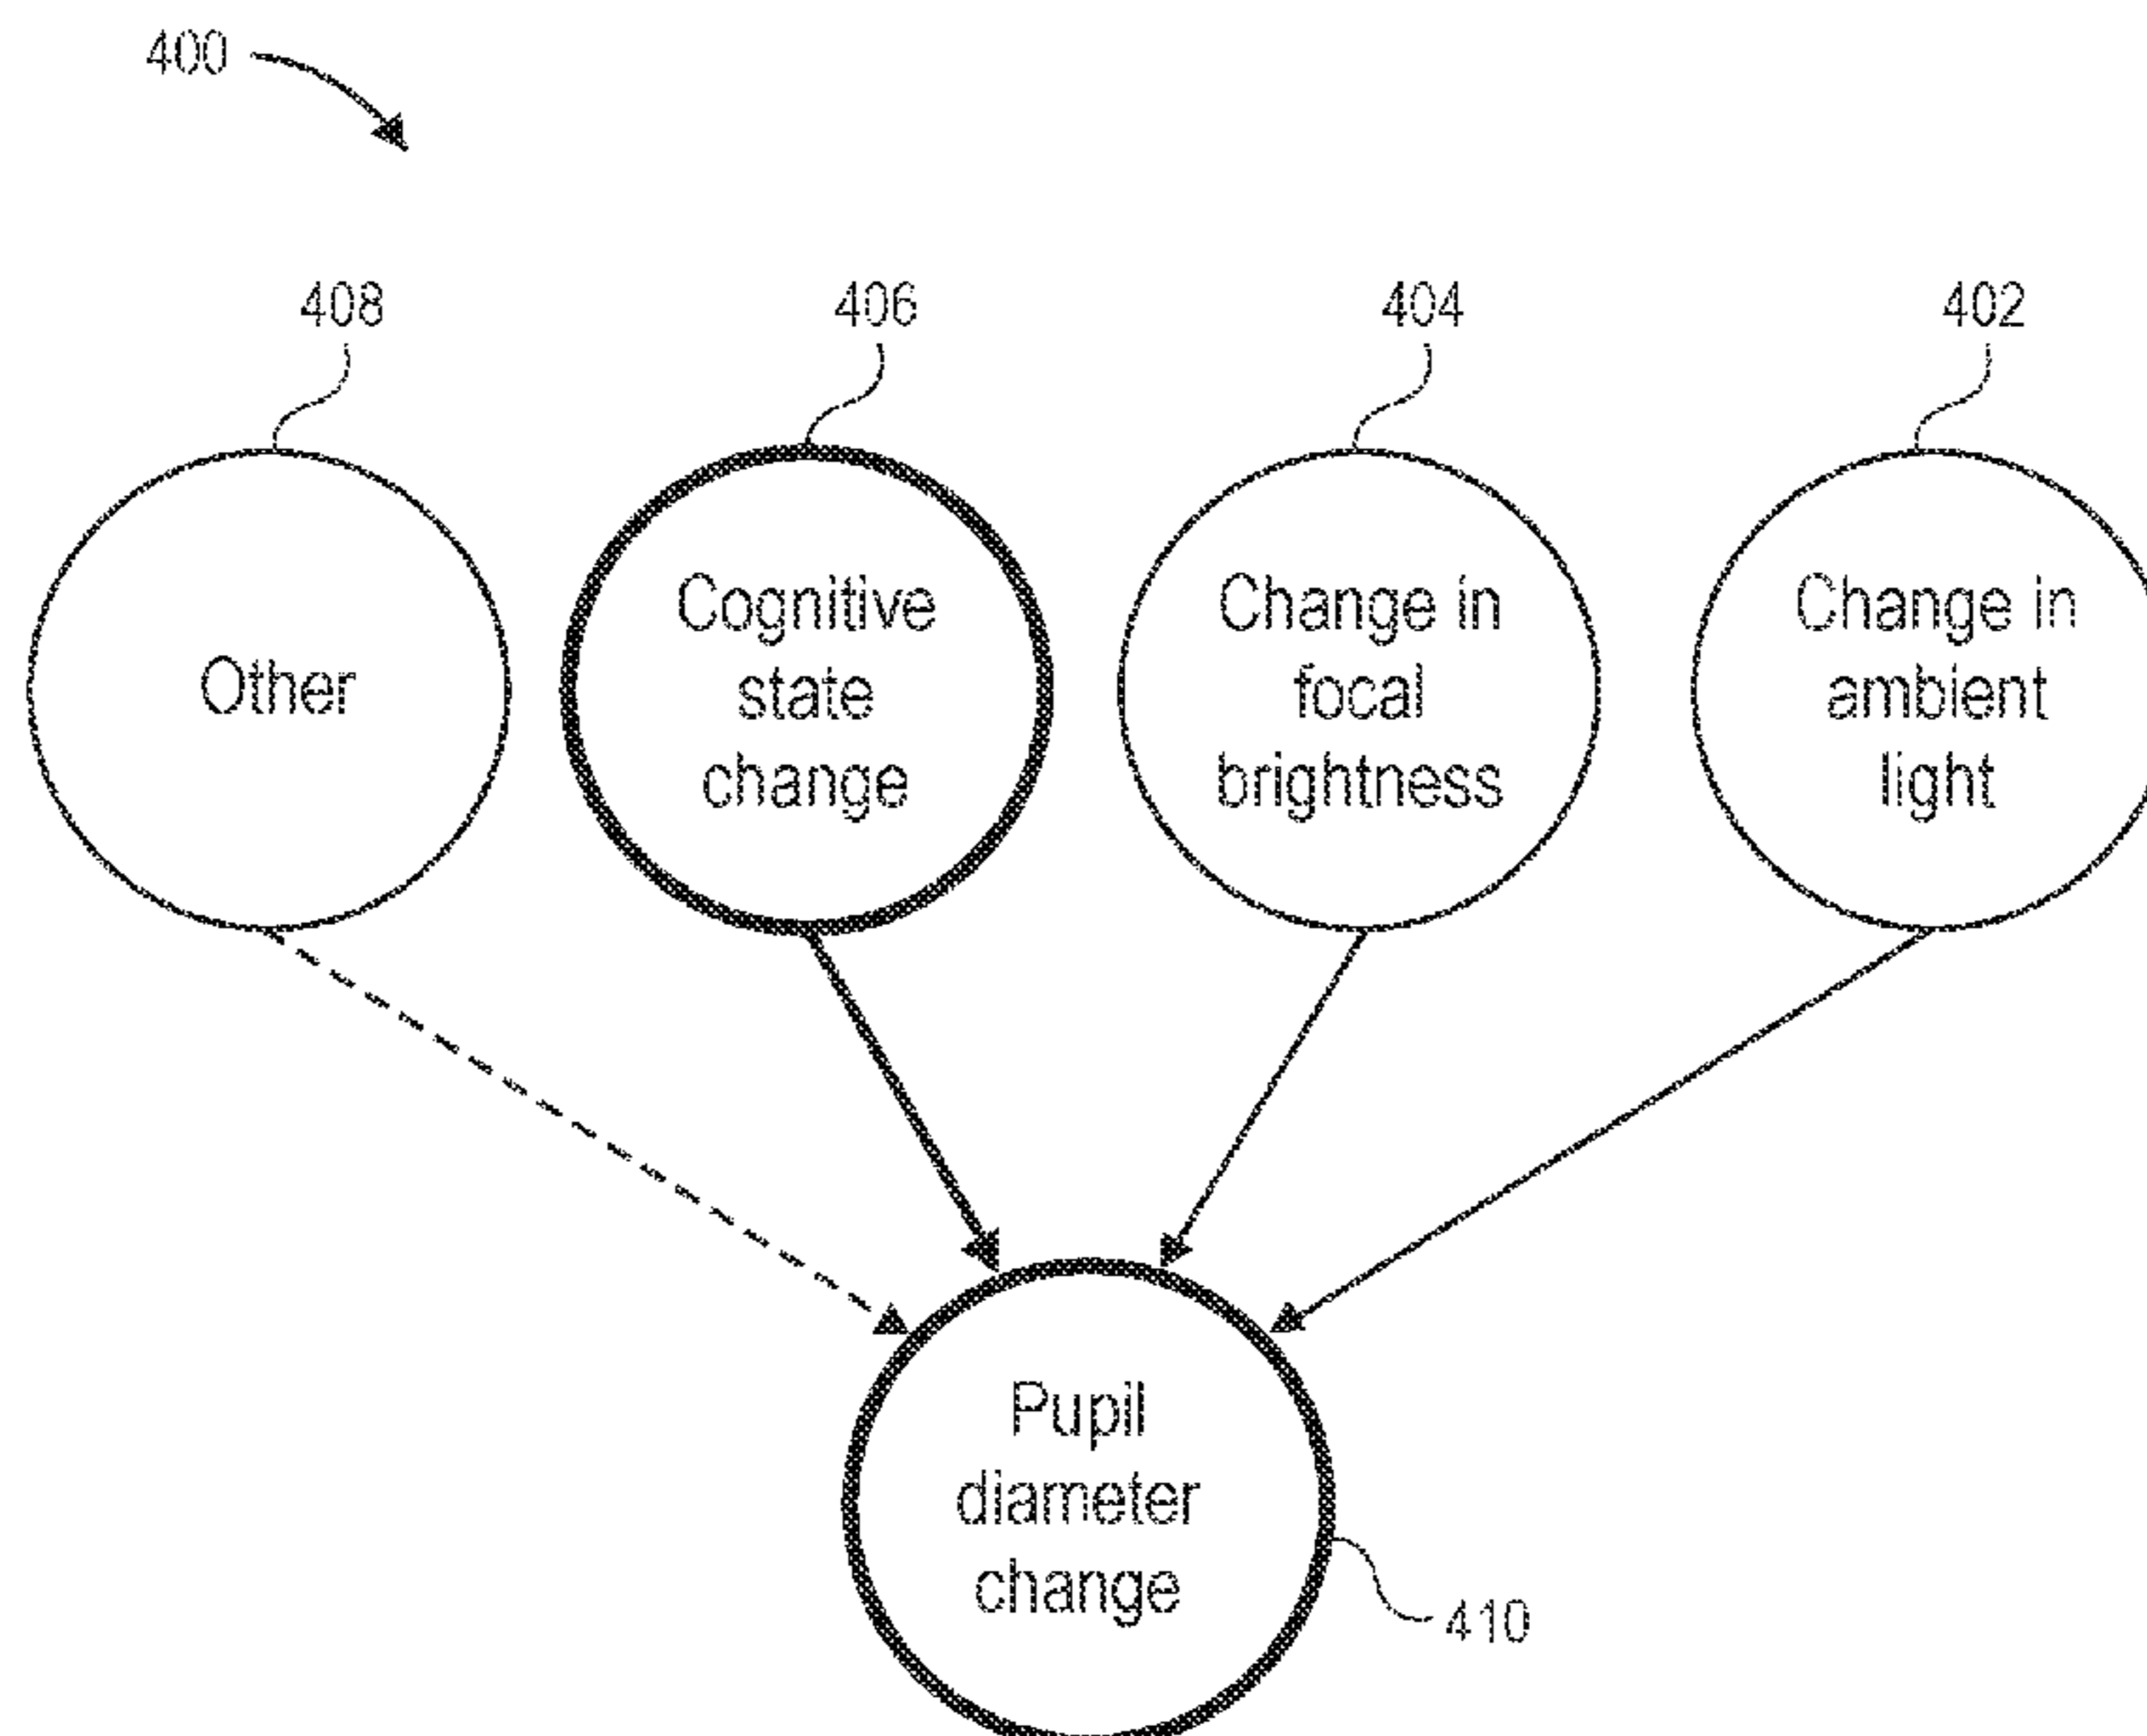 400
408
406
404
402
Other
Cognitive
state
change
Change in
focal
brightness
Change in
ambient
light
Pupil
diameter
change
410